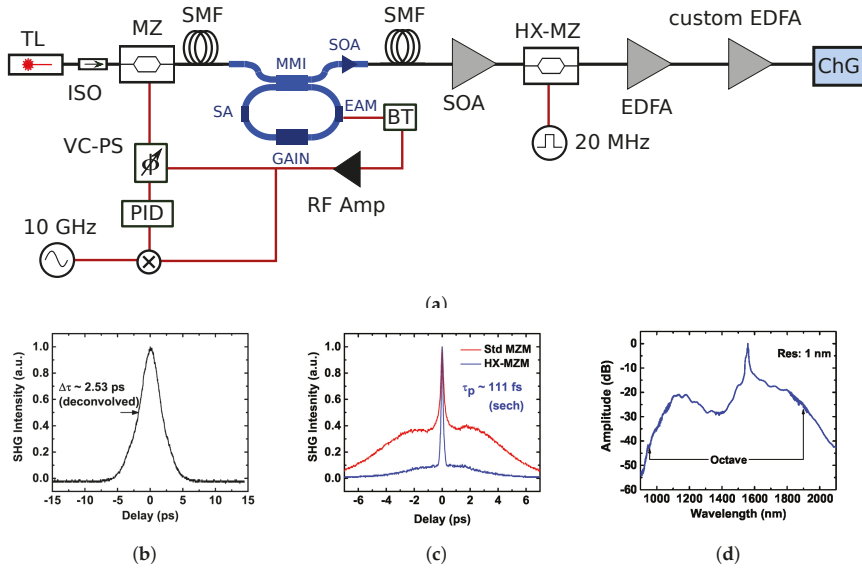 TL
ISO
MZ
SMF
MMI
SOA
SMF
SA
EAM
GAIN
BT
RF Amp
VC-PS
ϕ
PID
10 GHz
SOA
HX-MZ
20 MHz
EDFA
custom EDFA
ChG
(a)
SHG Intensity (a.u.)
1.0
0.8
0.6
0.4
0.2
0.0
Δτ ~ 2.53 ps
(deconvolved)
-15 -10 -5 0 5 10 15
Delay (ps)
(b)
SHG Intesnity (a.u.)
1.0
0.8
0.6
0.4
0.2
0.0
Std MZM
HX-MZM
τp ~ 111 fs
(sech)
-6 -4 -2 0 2 4 6
Delay (ps)
(c)
Amplitude (dB)
0
-10
-20
-30
-40
-50
-60
Res: 1 nm
Octave
1000 1200 1400 1600 1800 2000
Wavelength (nm)
(d)